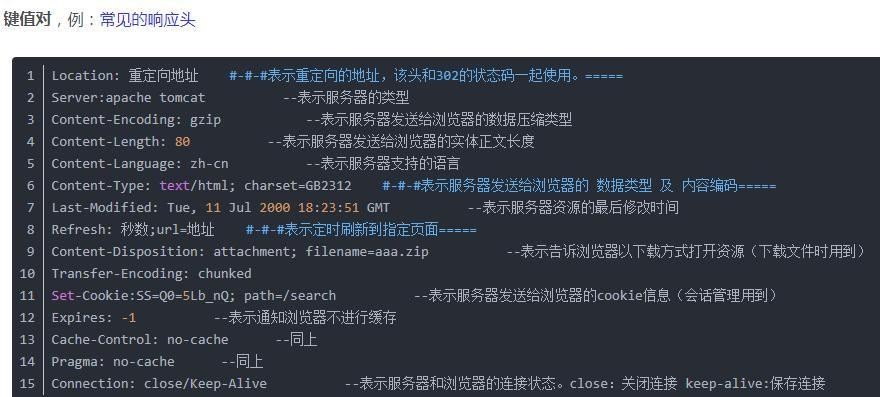 键值对，例：常见的响应头
1 Location: 重定向地址 #-#-#表示重定向的地址，该头和302的状态码一起使用。=====
2 Server:apache tomcat --表示服务器的类型
3 Content-Encoding: gzip --表示服务器发送给浏览器的数据压缩类型
4 Content-Length: 80 --表示服务器发送给浏览器的实体正文长度
5 Content-Language: zh-cn --表示服务器支持的语言
6 Content-Type: text/html; charset=GB2312 #-#-#表示服务器发送给浏览器的 数据类型 及 内容编码=====
7 Last-Modified: Tue, 11 Jul 2000 18:23:51 GMT --表示服务器资源的最后修改时间
8 Refresh: 秒数;url=地址 #-#-#表示定时刷新到指定页面=====
9 Content-Disposition: attachment; filename=aaa.zip --表示告诉浏览器以下载方式打开资源（下载文件时用到）
10 Transfer-Encoding: chunked
11 Set-Cookie:SS=Q0=5Lb_nQ; path=/search --表示服务器发送给浏览器的cookie信息（会话管理用到）
12 Expires: -1 --表示通知浏览器不进行缓存
13 Cache-Control: no-cache --同上
14 Pragma: no-cache --同上
15 Connection: close/Keep-Alive --表示服务器和浏览器的连接状态。close：关闭连接 keep-alive:保存连接